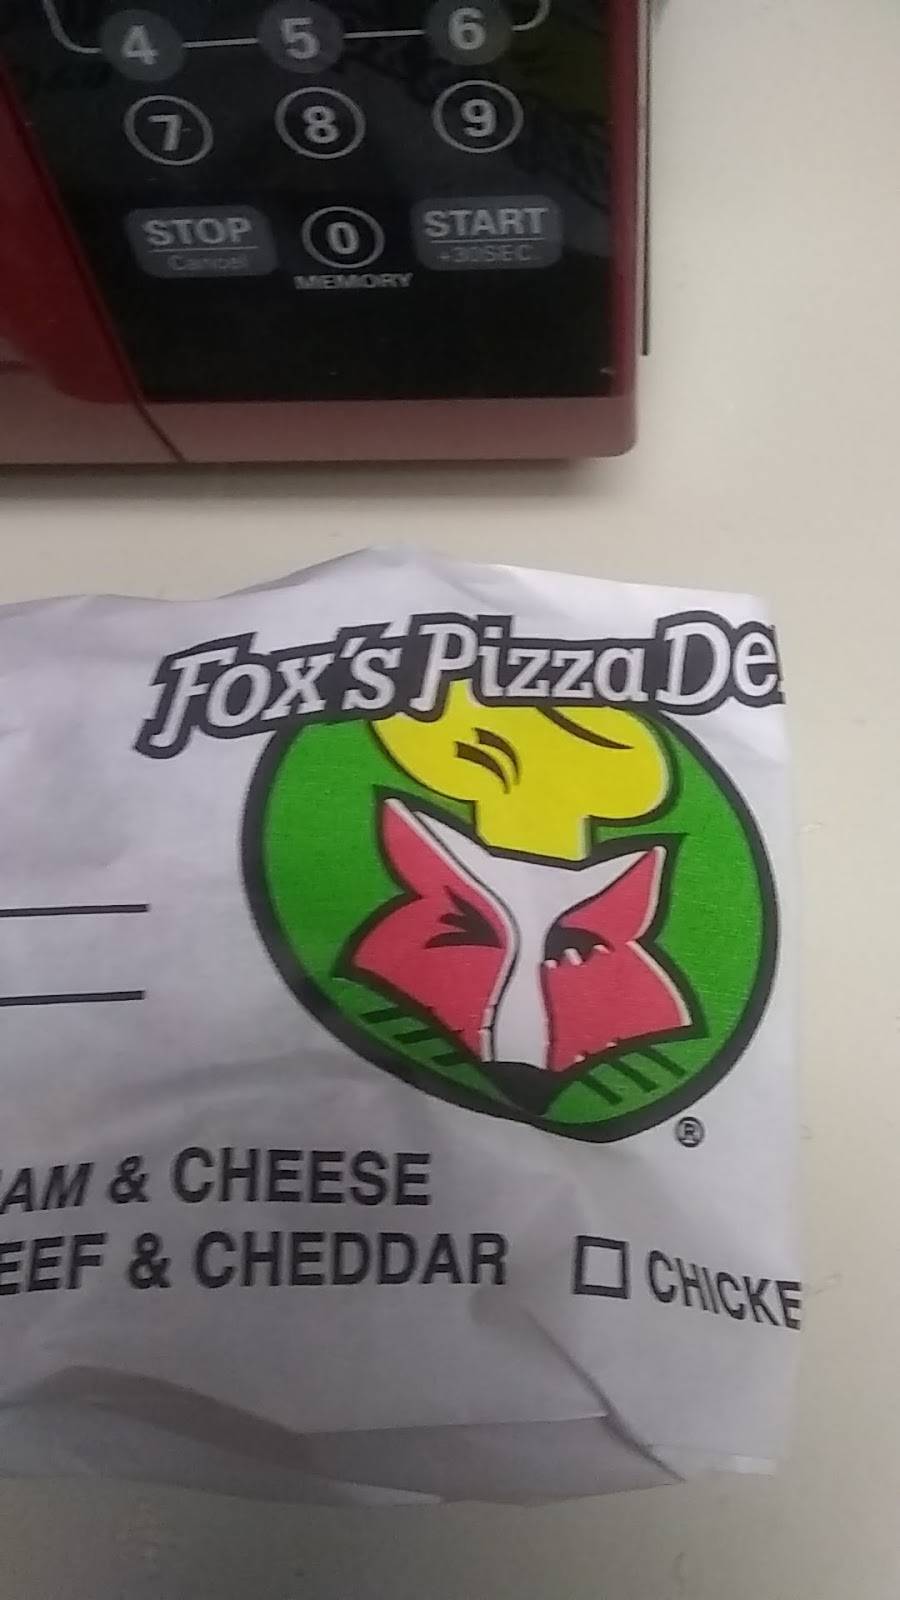 4 5 6
7 8 9
STOP 0 START
Cancel +30SEC.
MEMORY
Fox's Pizza De
®
AM & CHEESE
EEF & CHEDDAR CHICKE